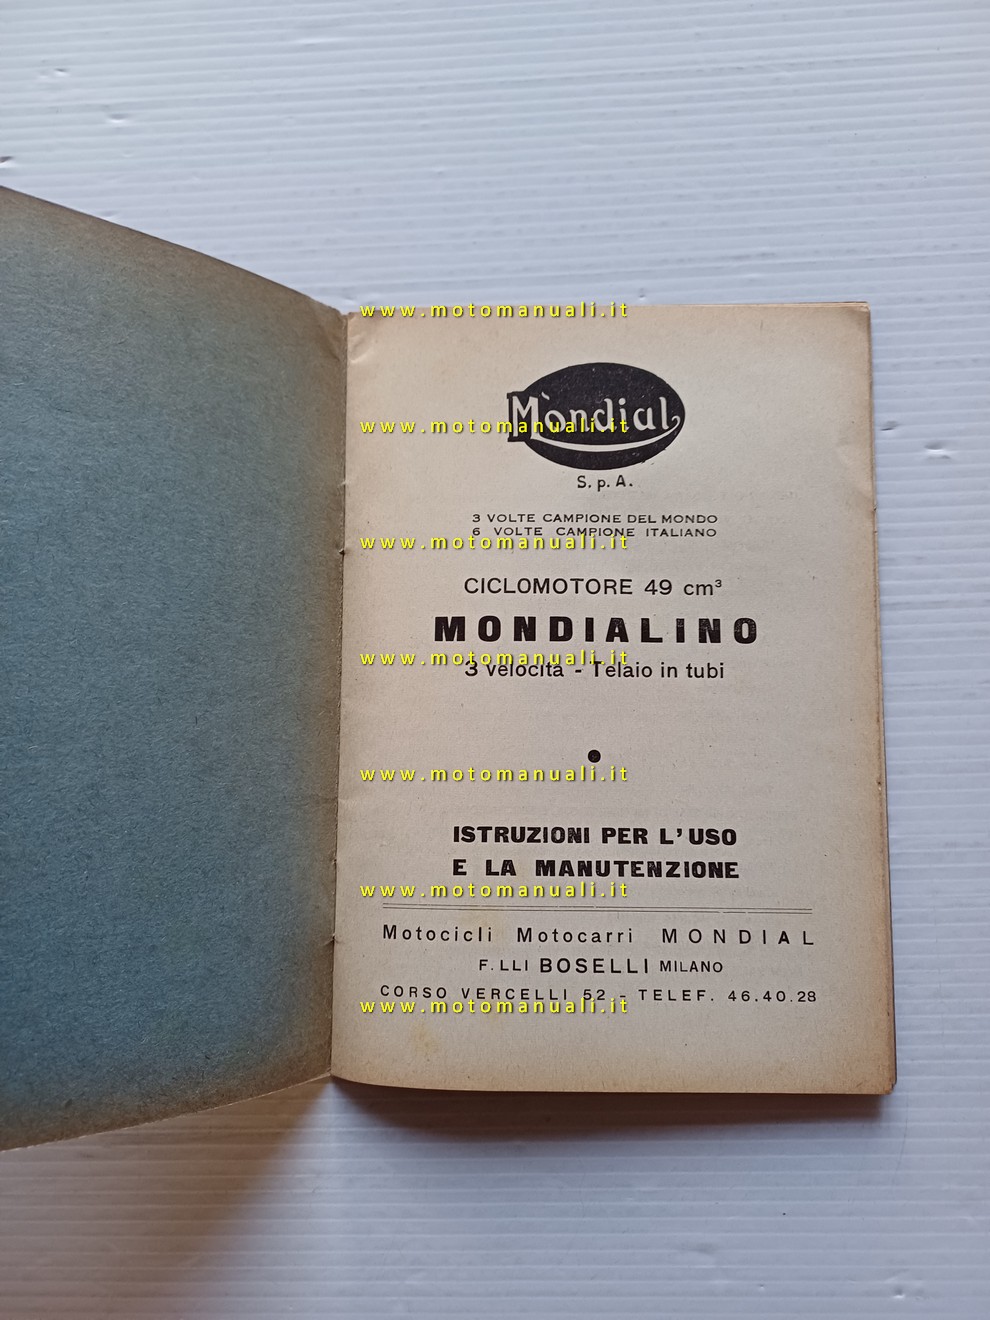 www.motomanuali.it
Mondial
www.motomanuali.it
S.p.A.
3 VOLTE CAMPIONE DEL MONDO
6 VOLTE CAMPIONE ITALIANO
www.motomanuali.it
CICLOMOTORE 49 cm³
MONDIALINO
www.motomanuali.it
3 velocità - Telaio in tubi
www.motomanuali.it
ISTRUZIONI PER L'USO
E LA MANUTENZIONE
www.motomanuali.it
Motocicli Motocarri MONDIAL
F.LLI BOSELLI MILANO
CORSO VERCELLI 52 - TELEF. 46.40.28
www.motomanuali.it